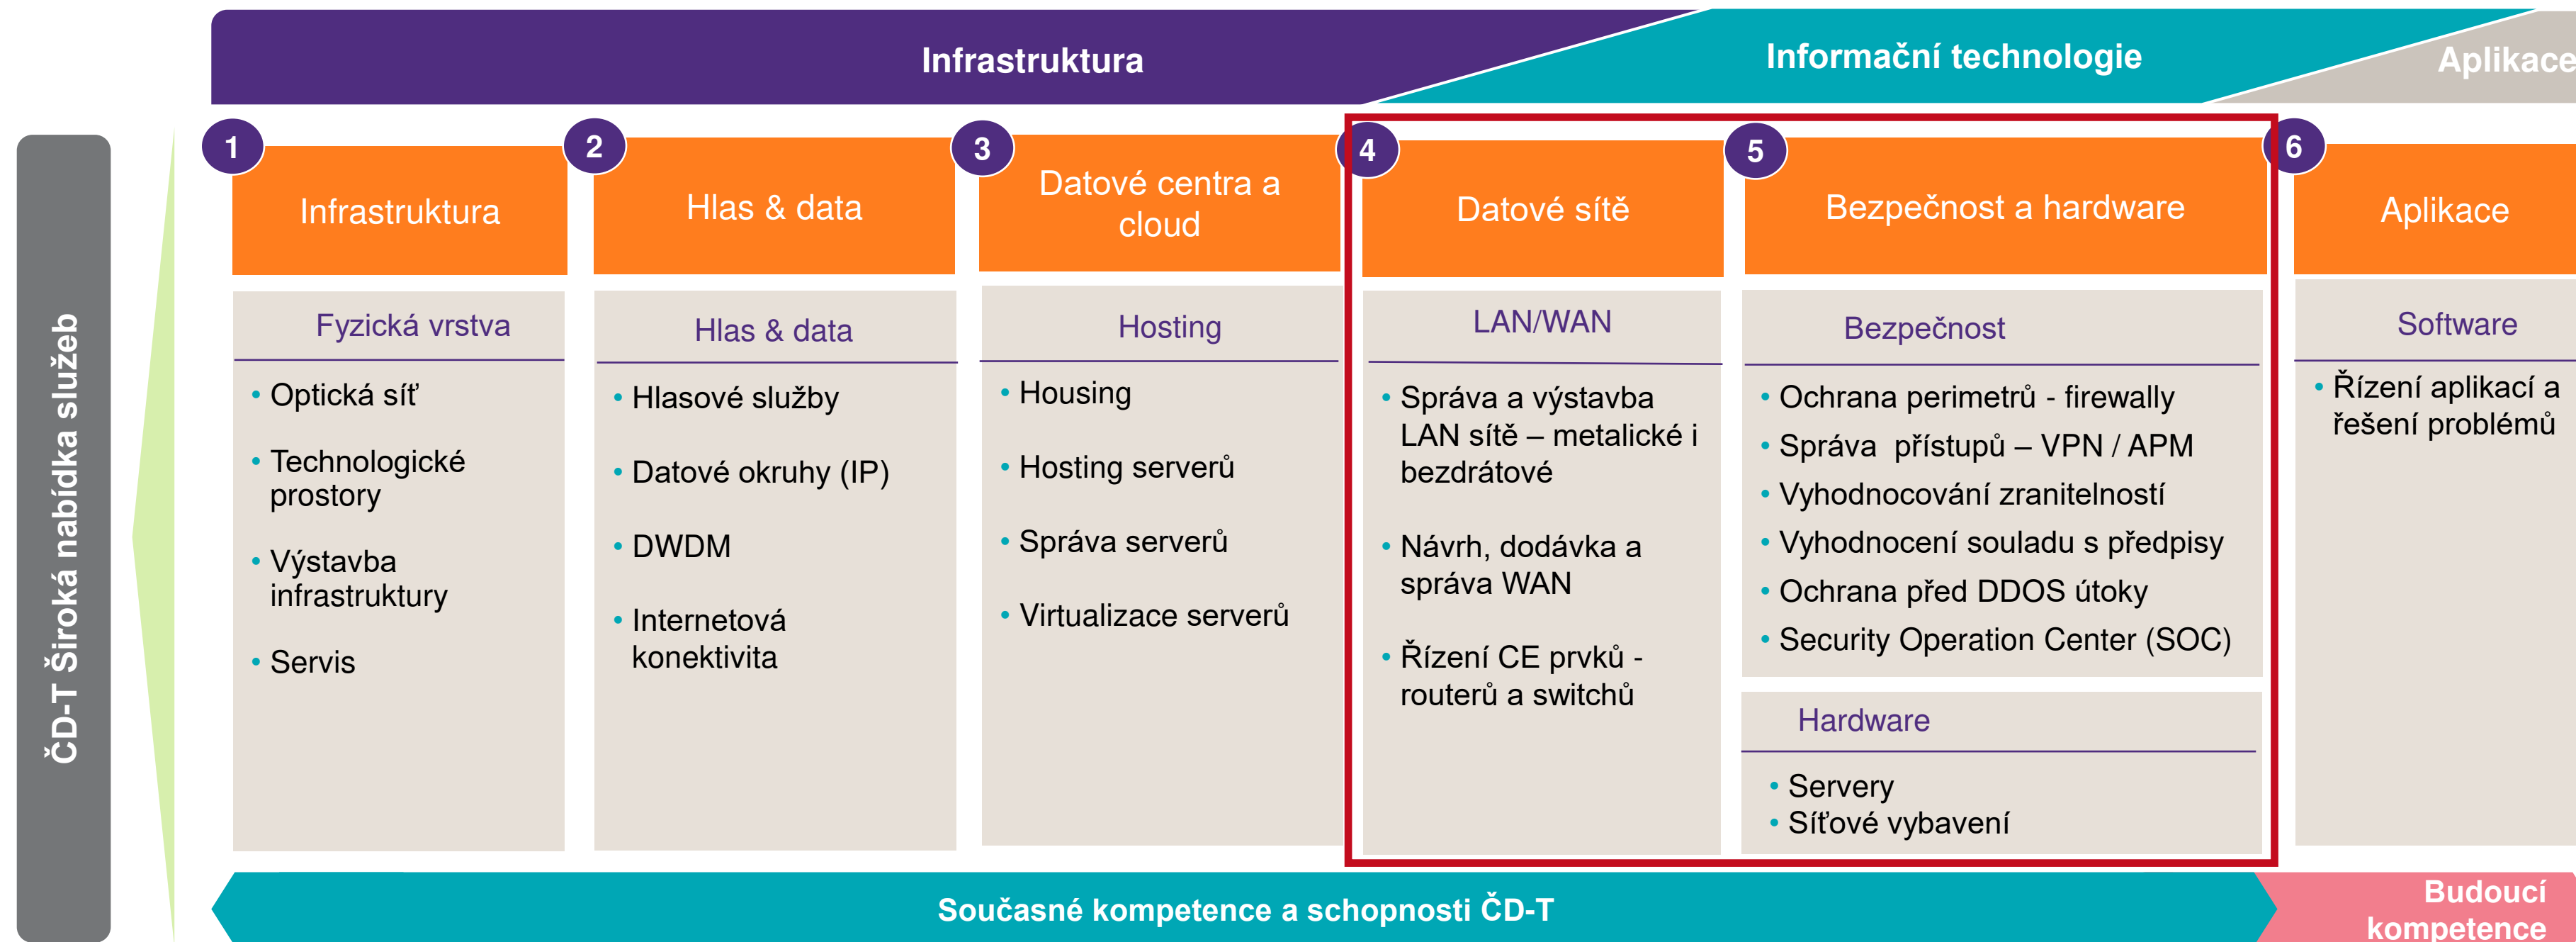 Infrastruktura
Informační technologie
Aplikace
ČD-T Široká nabídka služeb
1
Infrastruktura
Fyzická vrstva
• Optická síť
• Technologické
prostory
• Výstavba
infrastruktury
• Servis
2
Hlas & data
Hlas & data
• Hlasové služby
• Datové okruhy (IP)
• DWDM
• Internetová
konektivita
3
Datové centra a
cloud
Hosting
• Housing
• Hosting serverů
• Správa serverů
• Virtualizace serverů
4
Datové sítě
LAN/WAN
• Správa a výstavba
LAN sítě – metalické i
bezdrátové
• Návrh, dodávka a
správa WAN
• Řízení CE prvků -
routerů a switchů
5
Bezpečnost a hardware
Bezpečnost
• Ochrana perimetrů - firewally
• Správa  přístupů – VPN / APM
• Vyhodnocování zranitelností
• Vyhodnocení souladu s předpisy
• Ochrana před DDOS útoky
• Security Operation Center (SOC)
Hardware
• Servery
• Síťové vybavení
6
Aplikace
Software
• Řízení aplikací a
řešení problémů
Současné kompetence a schopnosti ČD-T
Budoucí
kompetence